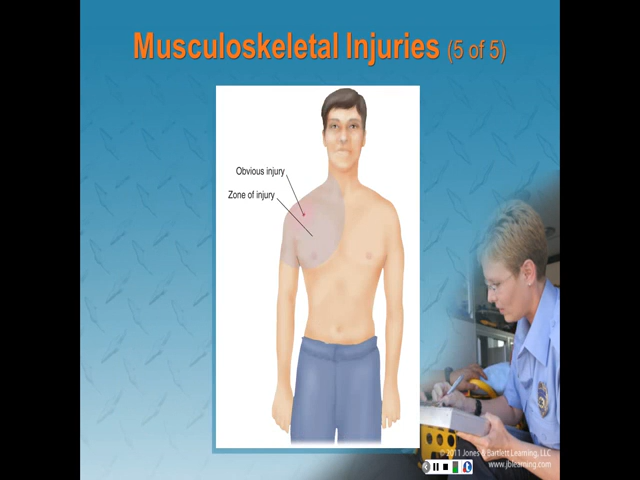 Musculoskeletal Injuries (5 of 5)
Obvious injury
Zone of injury
© 2011 Jones & Bartlett Learning, LLC
www.jblearning.com